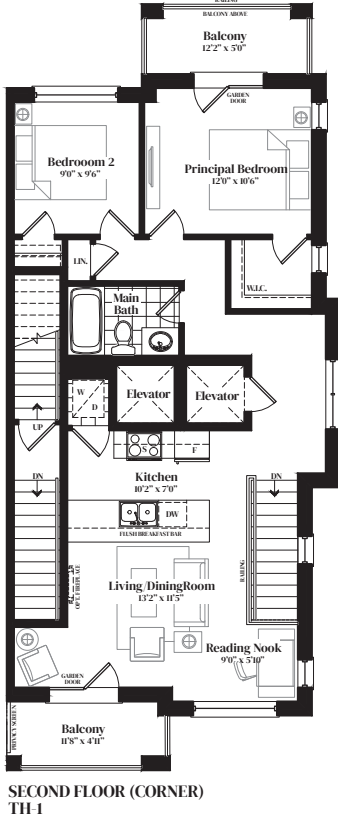 RAILING
BALCONY ABOVE
Balcony
12'2" x 5'0"
GARDEN
DOOR
Bedrooom 2
9'0" x 9'6"
Principal Bedroom
12'0" x 10'6"
LIN.
W.I.C.
Main
Bath
W
D
Elevator
Elevator
UP
S
F
DN
Kitchen
10'2" x 7'0"
DN
DW
FLUSH BREAKFAST BAR
RAILING
OPT. FIREPLACE
Living/DiningRoom
13'2" x 11'5"
Reading Nook
9'0" x 5'10"
GARDEN
DOOR
PRIVACY SCREEN
Balcony
11'8" x 4'11"
SECOND FLOOR (CORNER)
TH-1